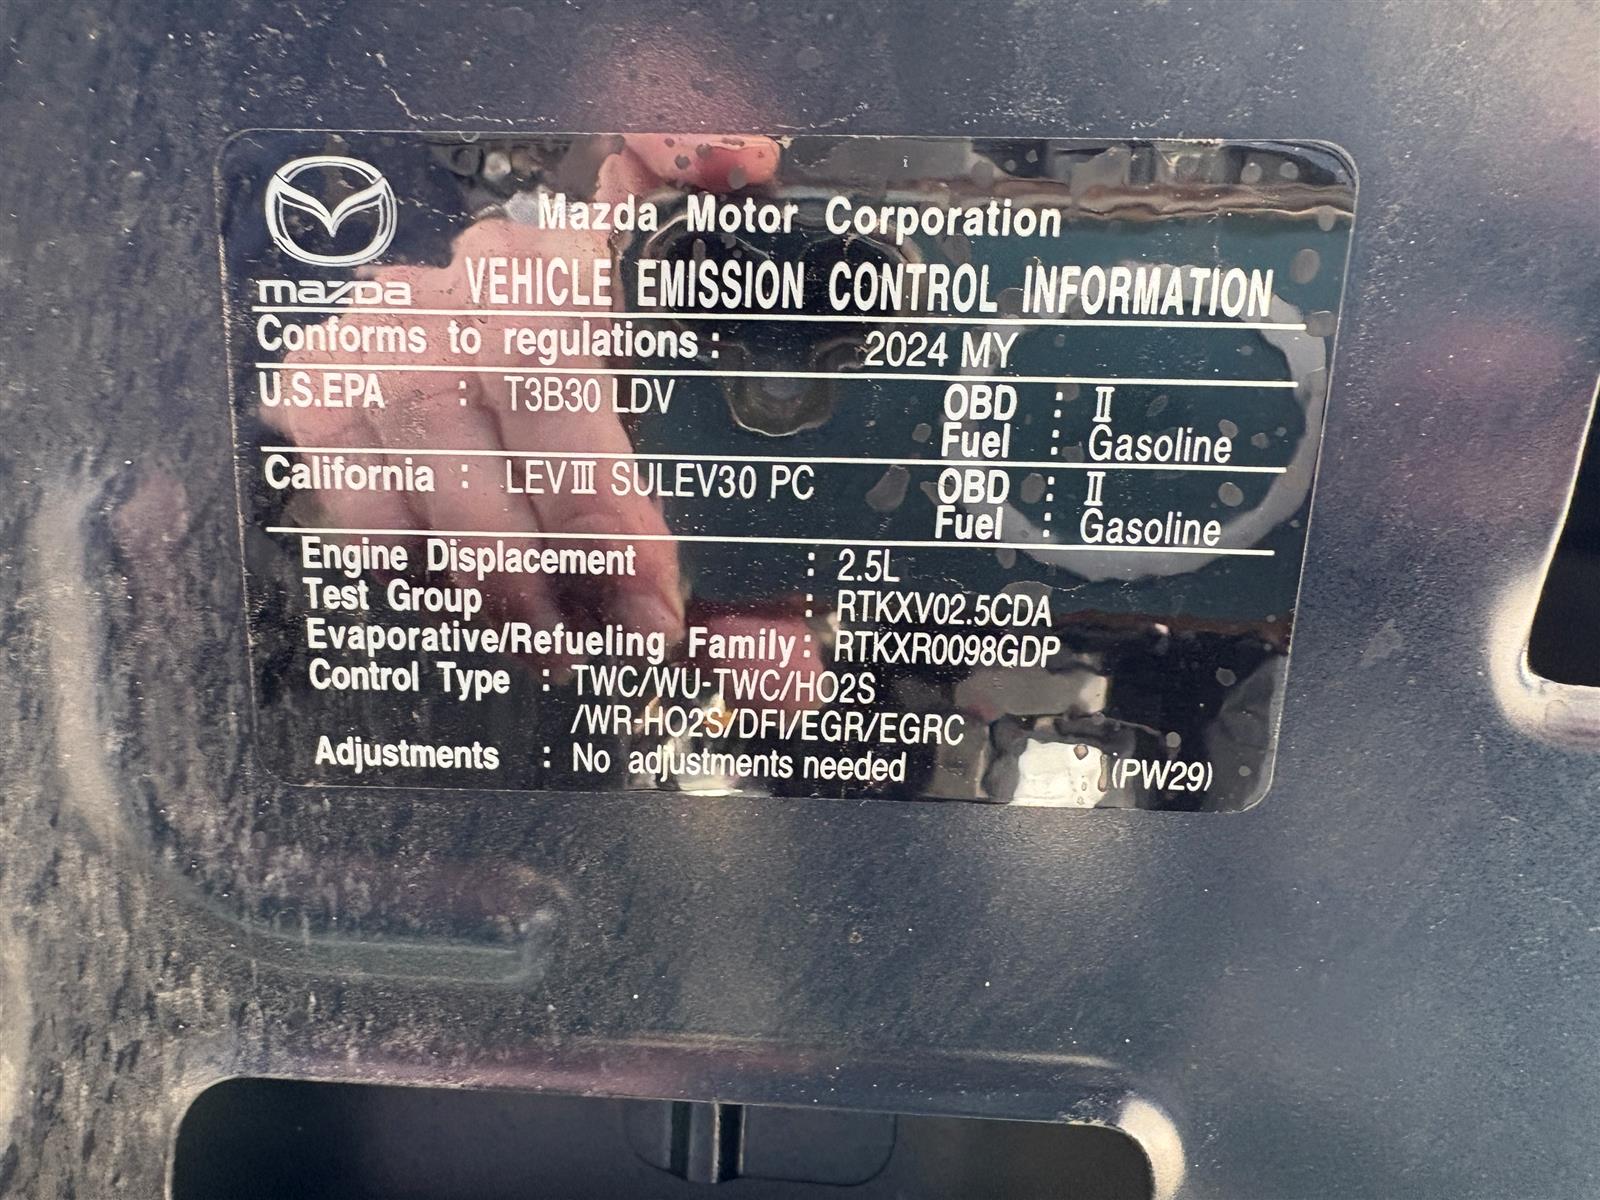 Mazda Motor Corporation
mazda VEHICLE EMISSION CONTROL INFORMATION
Conforms to regulations : 2024 MY
U.S.EPA : T3B30 LDV OBD : II
Fuel : Gasoline
California : LEV III SULEV30 PC OBD : II
Fuel : Gasoline
Engine Displacement : 2.5L
Test Group : RTKXV02.5CDA
Evaporative/Refueling Family : RTKXR0098GDP
Control Type : TWC/WU-TWC/HO2S
/WR-HO2S/DFI/EGR/EGRC
Adjustments : No adjustments needed (PW29)